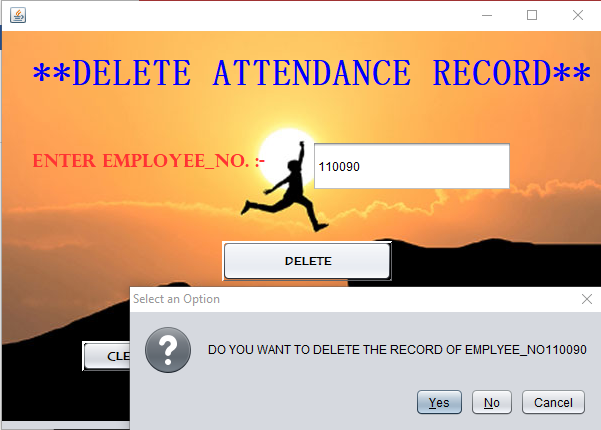 **DELETE ATTENDANCE RECORD**
ENTER EMPLOYEE_NO. :-
110090
DELETE
CLE
Select an Option
DO YOU WANT TO DELETE THE RECORD OF EMPLYEE_NO110090
Yes No Cancel